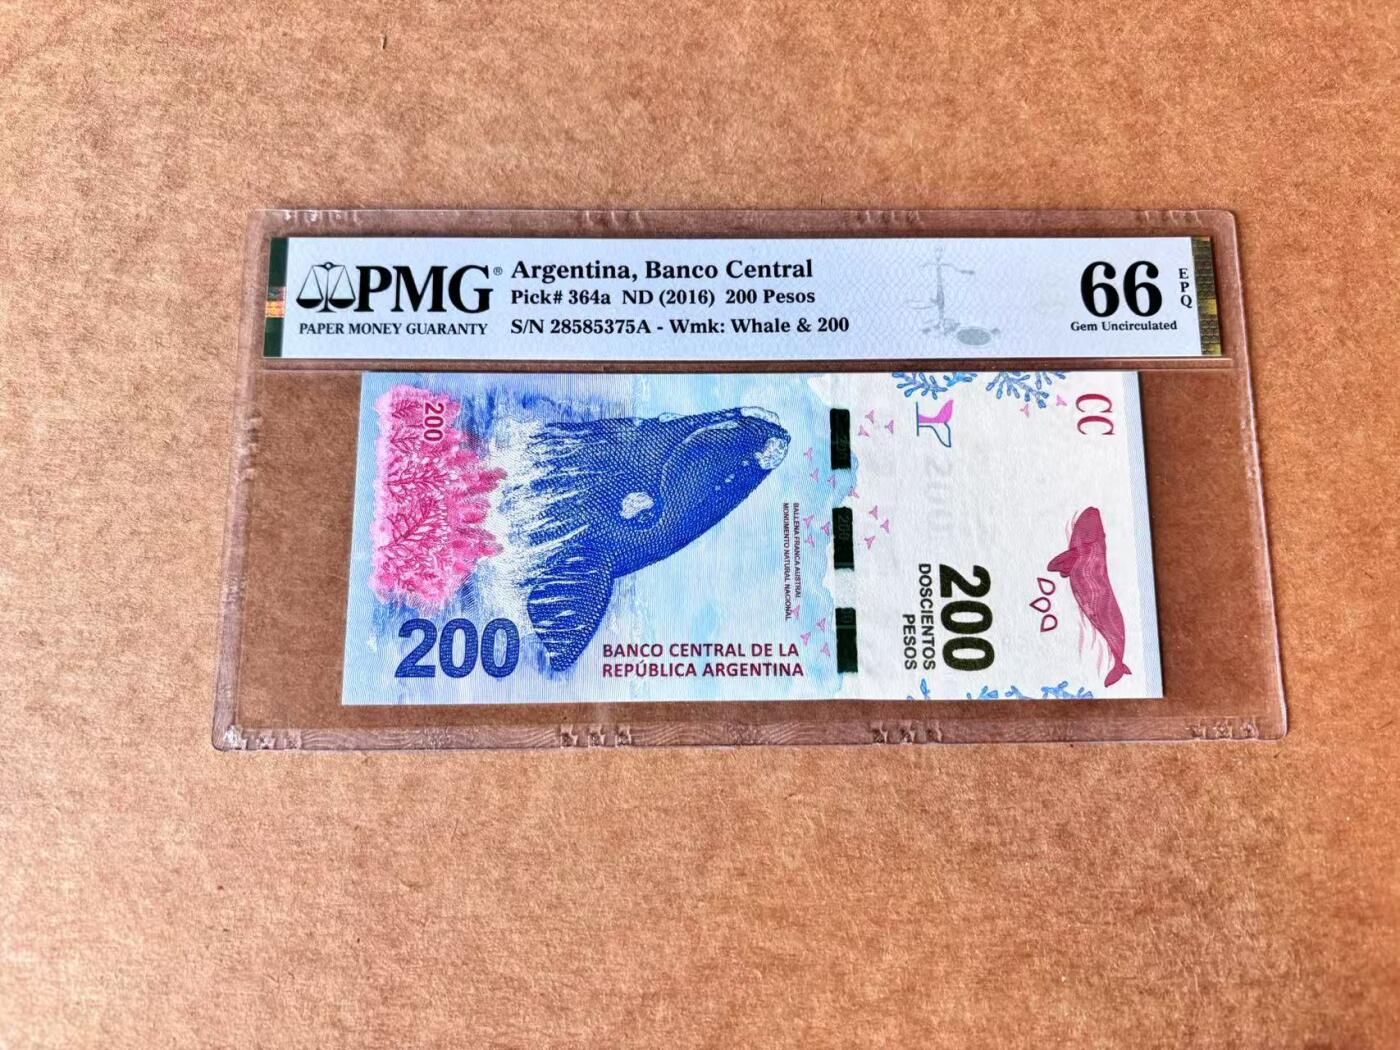 PMG®
PAPER MONEY GUARANTY
Argentina, Banco Central
Pick# 364a ND (2016) 200 Pesos
S/N 28585375A - Wmk: Whale & 200
66
EPQ
Gem Uncirculated
200
200
BANCO CENTRAL DE LA
REPÚBLICA ARGENTINA
BALLENA FRANCA AUSTRAL
MONUMENTO NATURAL NACIONAL
200
200
200
DOSCIENTOS
PESOS
CC